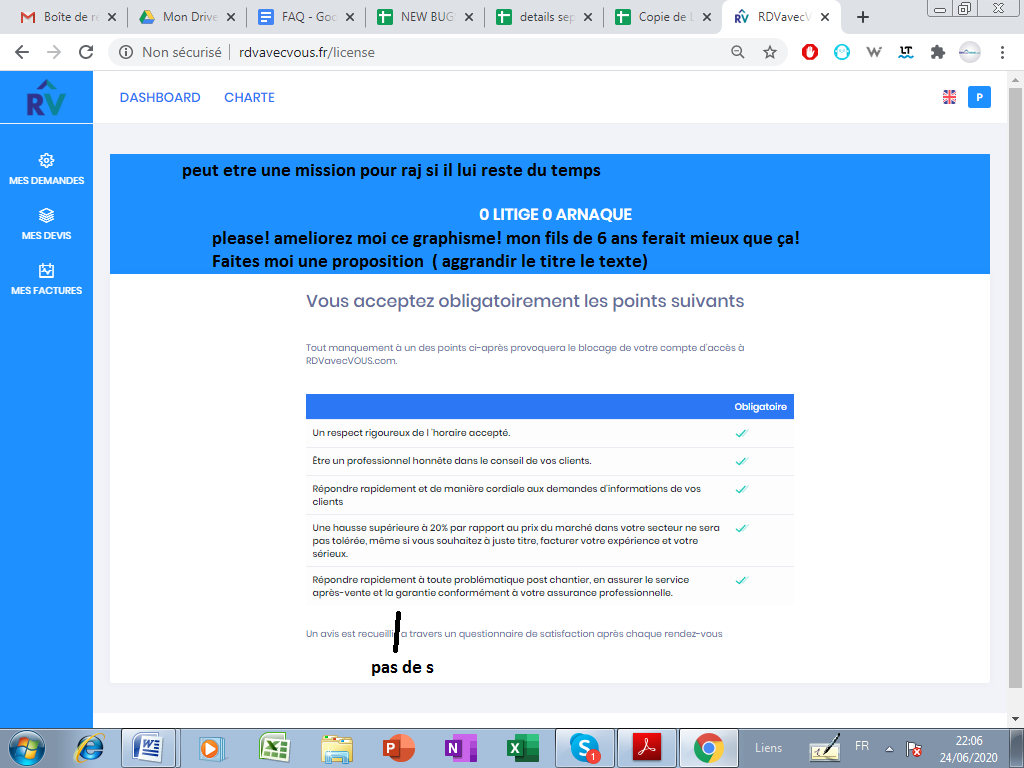 Boîte de ré
Mon Drive
FAQ - Goo
NEW BUG
details sep
Copie de L
RDVavecV
Non sécurisé
rdvavecvous.fr/license
RV
DASHBOARD
CHARTE
P
MES DEMANDES
MES DEVIS
MES FACTURES
peut etre une mission pour raj si il lui reste du temps
0 LITIGE 0 ARNAQUE
please! ameliorez moi ce graphisme! mon fils de 6 ans ferait mieux que ça!
Faites moi une proposition ( aggrandir le titre le texte)
Vous acceptez obligatoirement les points suivants
Tout manquement à un des points ci-après provoquera le blocage de votre compte d'accès à
RDVavecVOUS.com.
Obligatoire
Un respect rigoureux de l 'horaire accepté.
Être un professionnel honnête dans le conseil de vos clients.
Répondre rapidement et de manière cordiale aux demandes d'informations de vos
clients
Une hausse supérieure à 20% par rapport au prix du marché dans votre secteur ne sera
pas tolérée, même si vous souhaitez à juste titre, facturer votre expérience et votre
sérieux.
Répondre rapidement à toute problématique post chantier, en assurer le service
après-vente et la garantie conformément à votre assurance professionnelle.
Un avis est recueilli a travers un questionnaire de satisfaction après chaque rendez-vous
pas de s
Liens
FR
22:06
24/06/2020